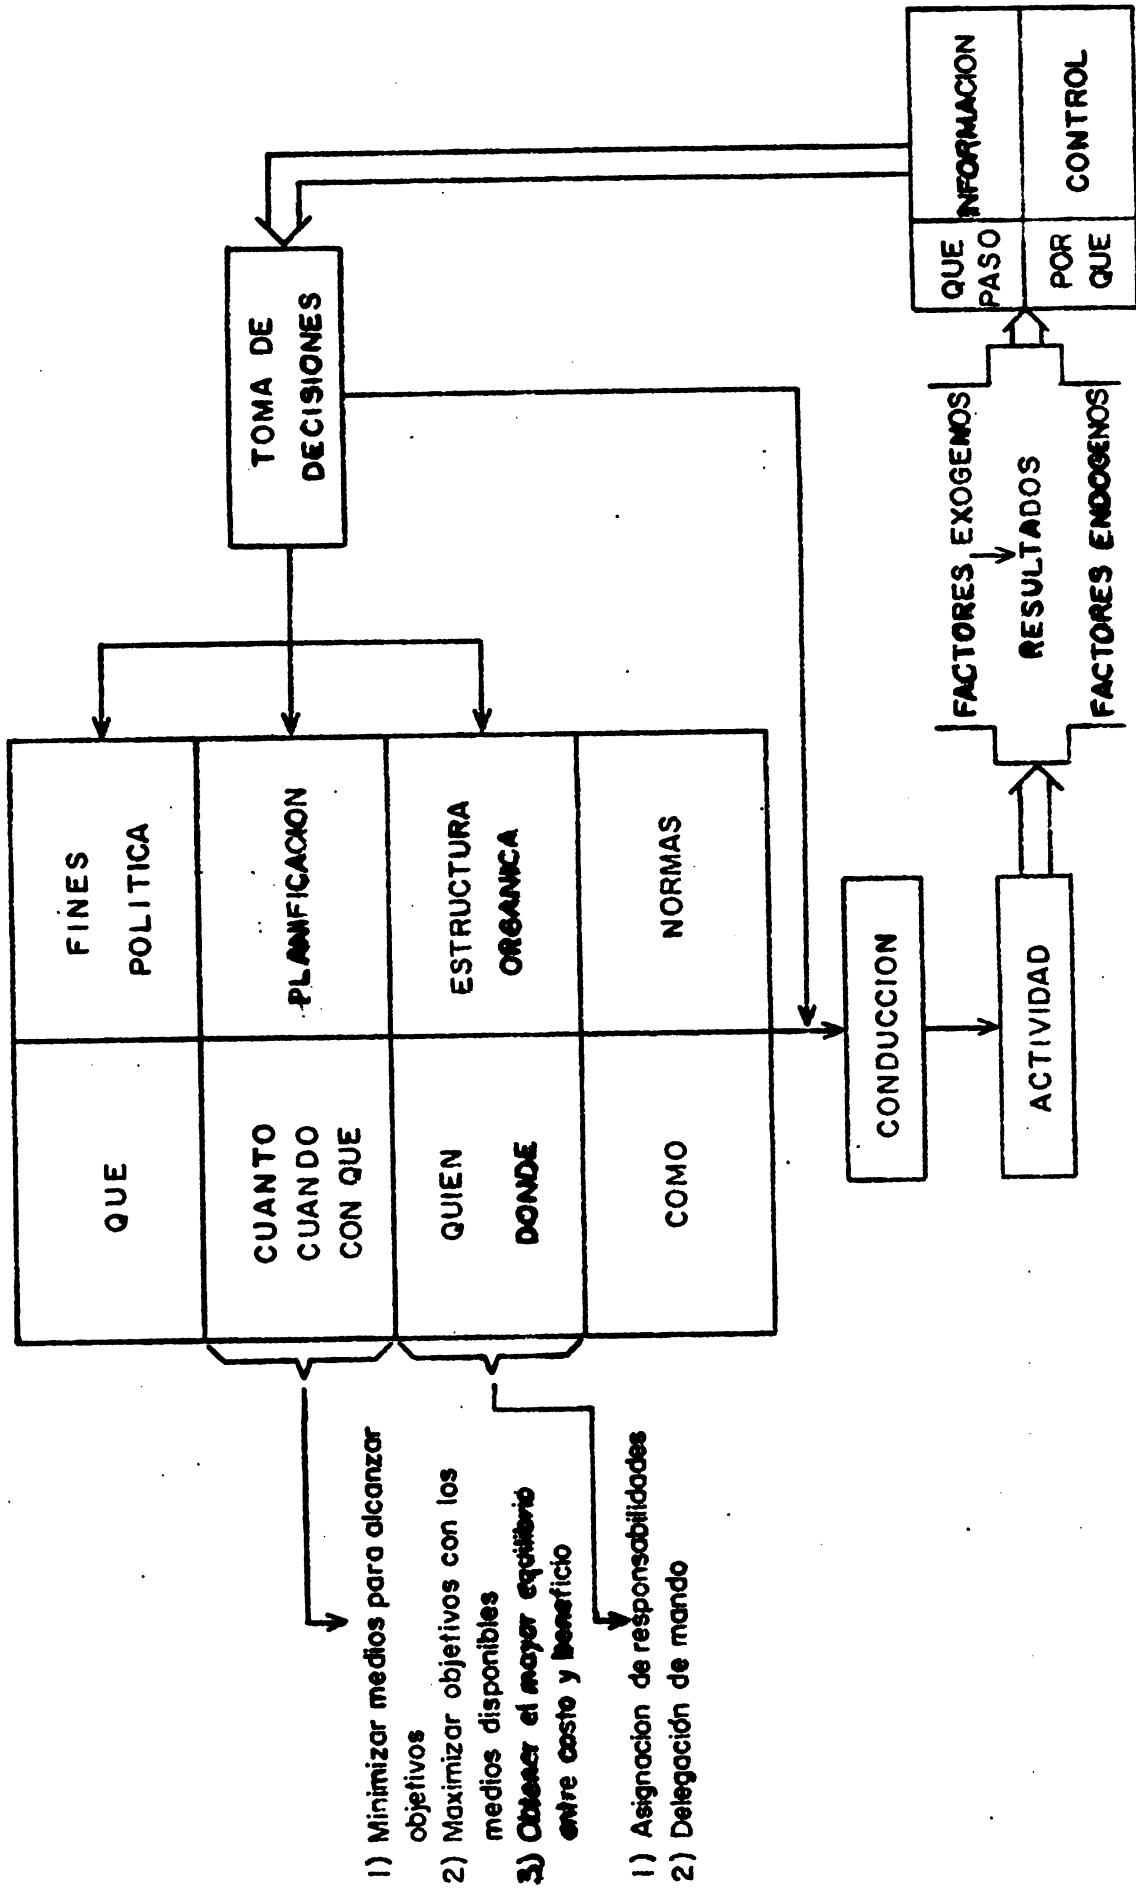 QUE
FINES
POLITICA
CUANTO
CUANDO
CON QUE
PLANIFICACION
QUIEN
DONDE
ESTRUCTURA
ORGANICA
COMO
NORMAS
TOMA DE
DECISIONES
1) Minimizar medios para alcanzar
objetivos
2) Maximizar objetivos con los
medios disponibles
3) Obtener el mayor equilibrio
entre costo y beneficio
1) Asignacion de responsabilidades
2) Delegación de mando
CONDUCCION
ACTIVIDAD
FACTORES EXOGENOS
RESULTADOS
FACTORES ENDOGENOS
QUE
PASO
INFORMACION
POR
QUE
CONTROL